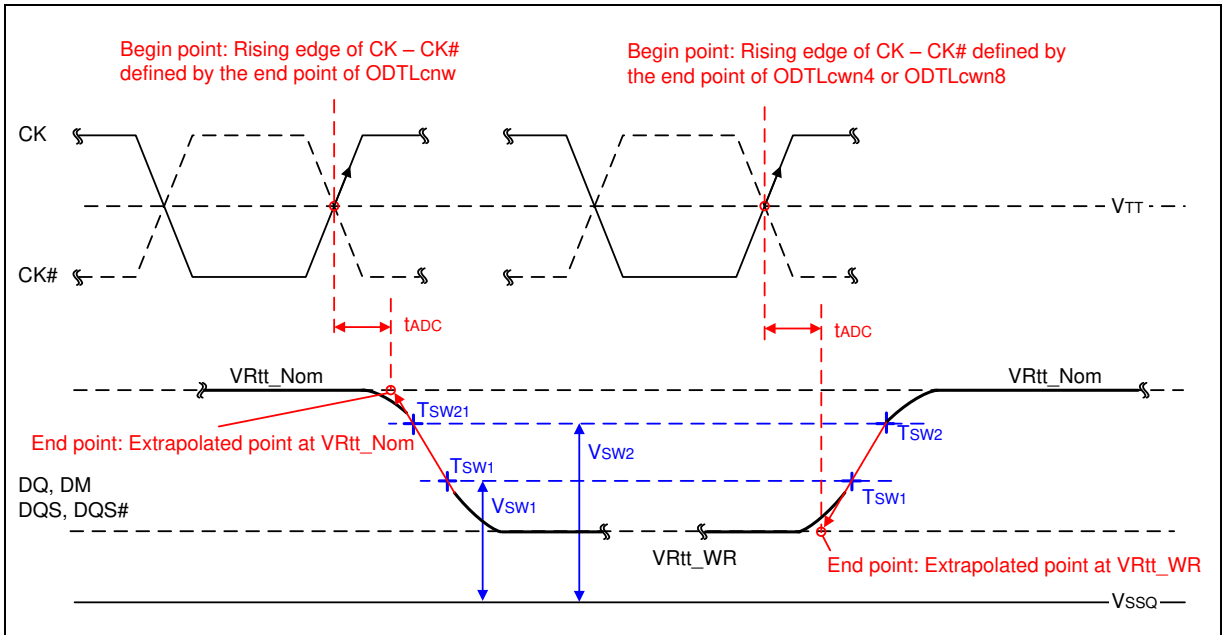 Begin point: Rising edge of CK – CK#
defined by the end point of ODTLcnw
Begin point: Rising edge of CK – CK# defined by
the end point of ODTLcwn4 or ODTLcwn8
CK
VTT
CK#
tADC
tADC
VRtt_Nom
VRtt_Nom
TSW21
End point: Extrapolated point at VRtt_Nom
TSW2
VSW2
TSW1
DQ, DM
DQS, DQS#
VSW1
TSW1
VRtt_WR
End point: Extrapolated point at VRtt_WR
VSSQ